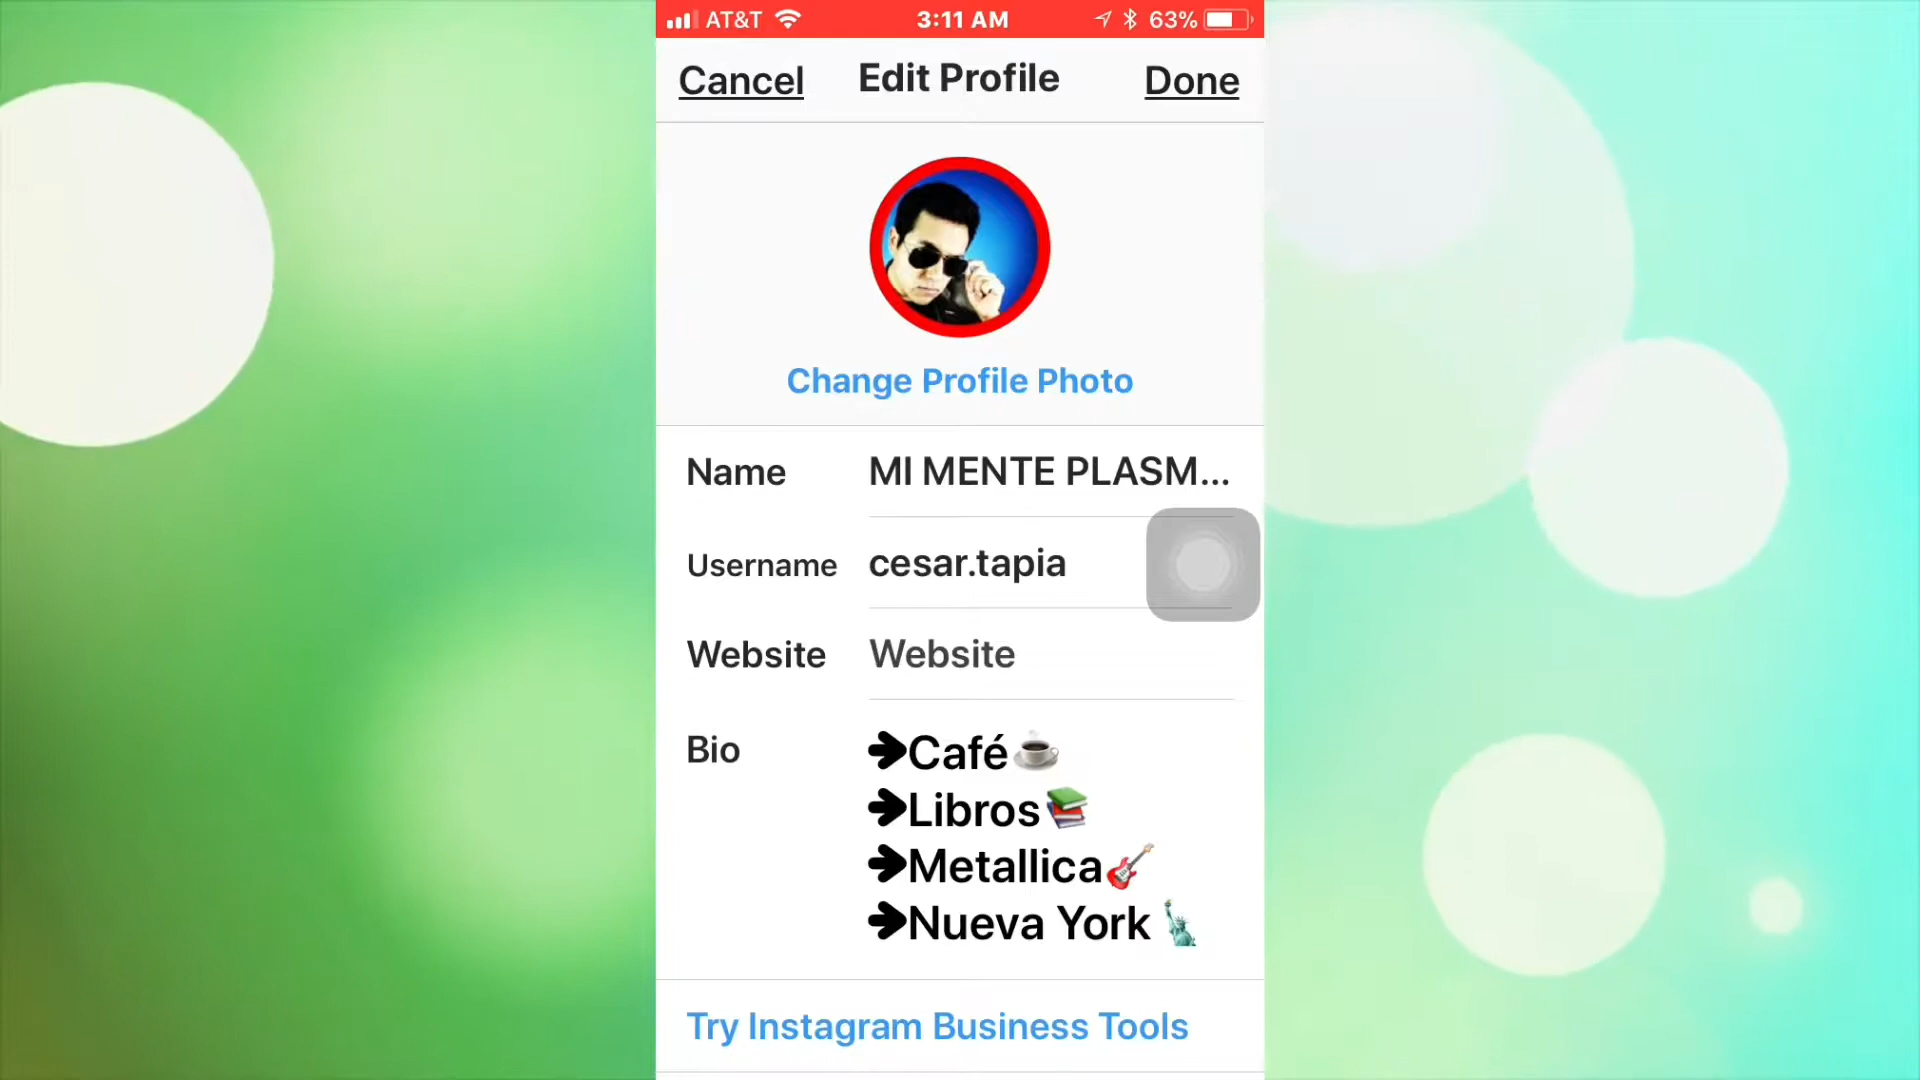 AT&T 3:11 AM 63%
Cancel Edit Profile Done
Change Profile Photo
Name MI MENTE PLASM...
Username cesar.tapia
Website Website
Bio ➔Café☕
➔Libros📚
➔Metallica🎸
➔Nueva York🗽
Try Instagram Business Tools